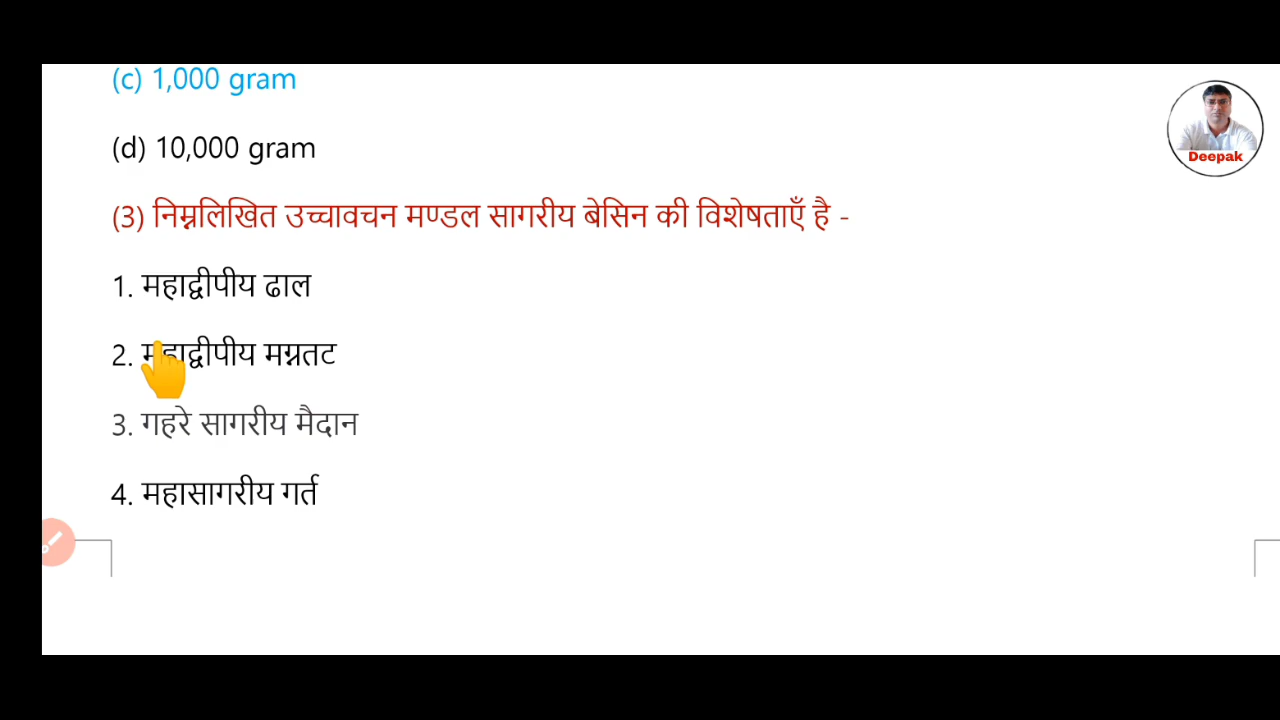 (c) 1,000 gram
Deepak
(d) 10,000 gram
(3) निम्नलिखित उच्चावचन मण्डल सागरीय बेसिन की विशेषताएँ है -
1. महाद्वीपीय ढाल
2. महाद्वीपीय मग्नतट
3. गहरे सागरीय मैदान
4. महासागरीय गर्त